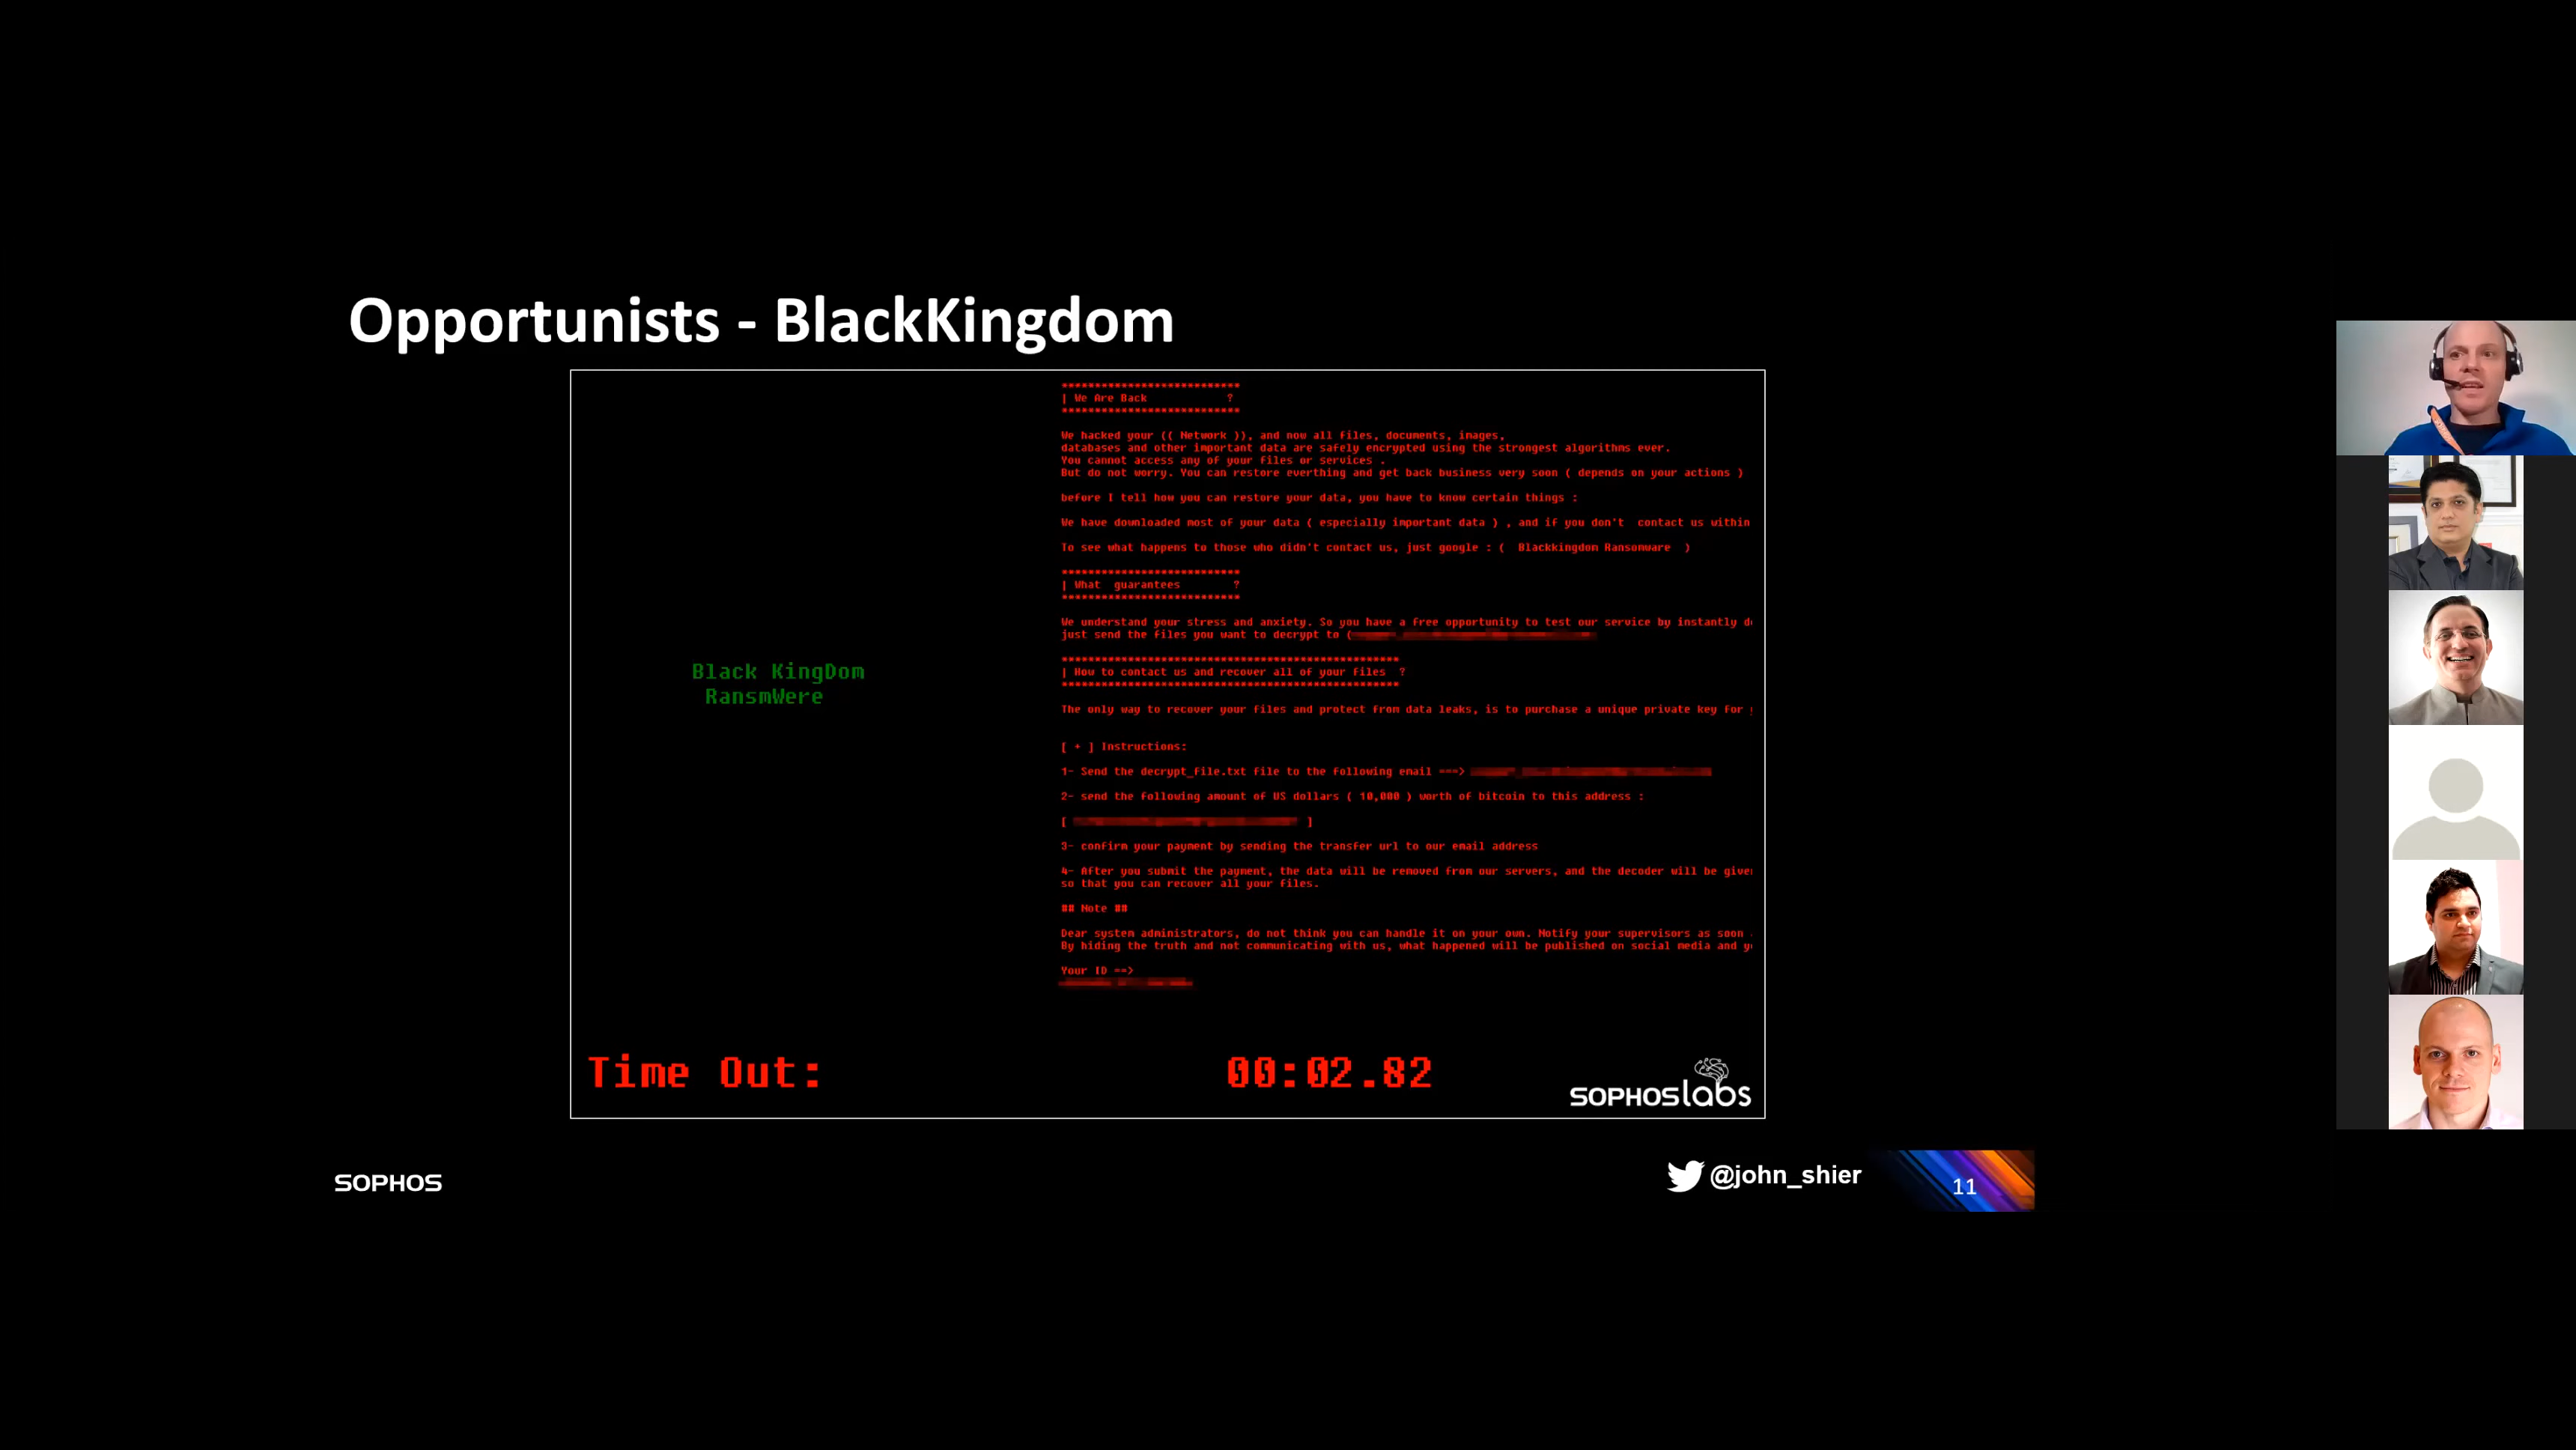 Opportunists - BlackKingdom
***************************
| We Are Back ?
***************************
We hacked your (( Network )), and now all files, documents, images,
databases and other important data are safely encrypted using the strongest algorithms ever.
You cannot access any of your files or services .
But do not worry. You can restore everthing and get back business very soon ( depends on your actions )
before I tell how you can restore your data, you have to know certain things :
We have downloaded most of your data ( especially important data ) , and if you don't contact us within
To see what happens to those who didn't contact us, just google : ( Blackkingdom Ransomware )
***************************
| What guarantees ?
***************************
We understand your stress and anxiety. So you have a free opportunity to test our service by instantly
just send the files you want to decrypt to (
***************************************************
| How to contact us and recover all of your files ?
***************************************************
The only way to recover your files and protect from data leaks, is to purchase a unique private key for
[ + ] Instructions:
1- Send the decrypt_file.txt file to the following email ===>
2- send the following amount of US dollars ( 10,000 ) worth of bitcoin to this address :
[ ]
3- confirm your payment by sending the transfer url to our email address
4- After you submit the payment, the data will be removed from our servers, and the decoder will be
so that you can recover all your files.
## Note ##
Dear system administrators, do not think you can handle it on your own. Notify your supervisors as soon
By hiding the truth and not communicating with us, what happened will be published on social media and
Your ID ==>
Black KingDom
RansmWere
Time Out: 00:02.82
SOPHOSlabs
SOPHOS
@john_shier
11